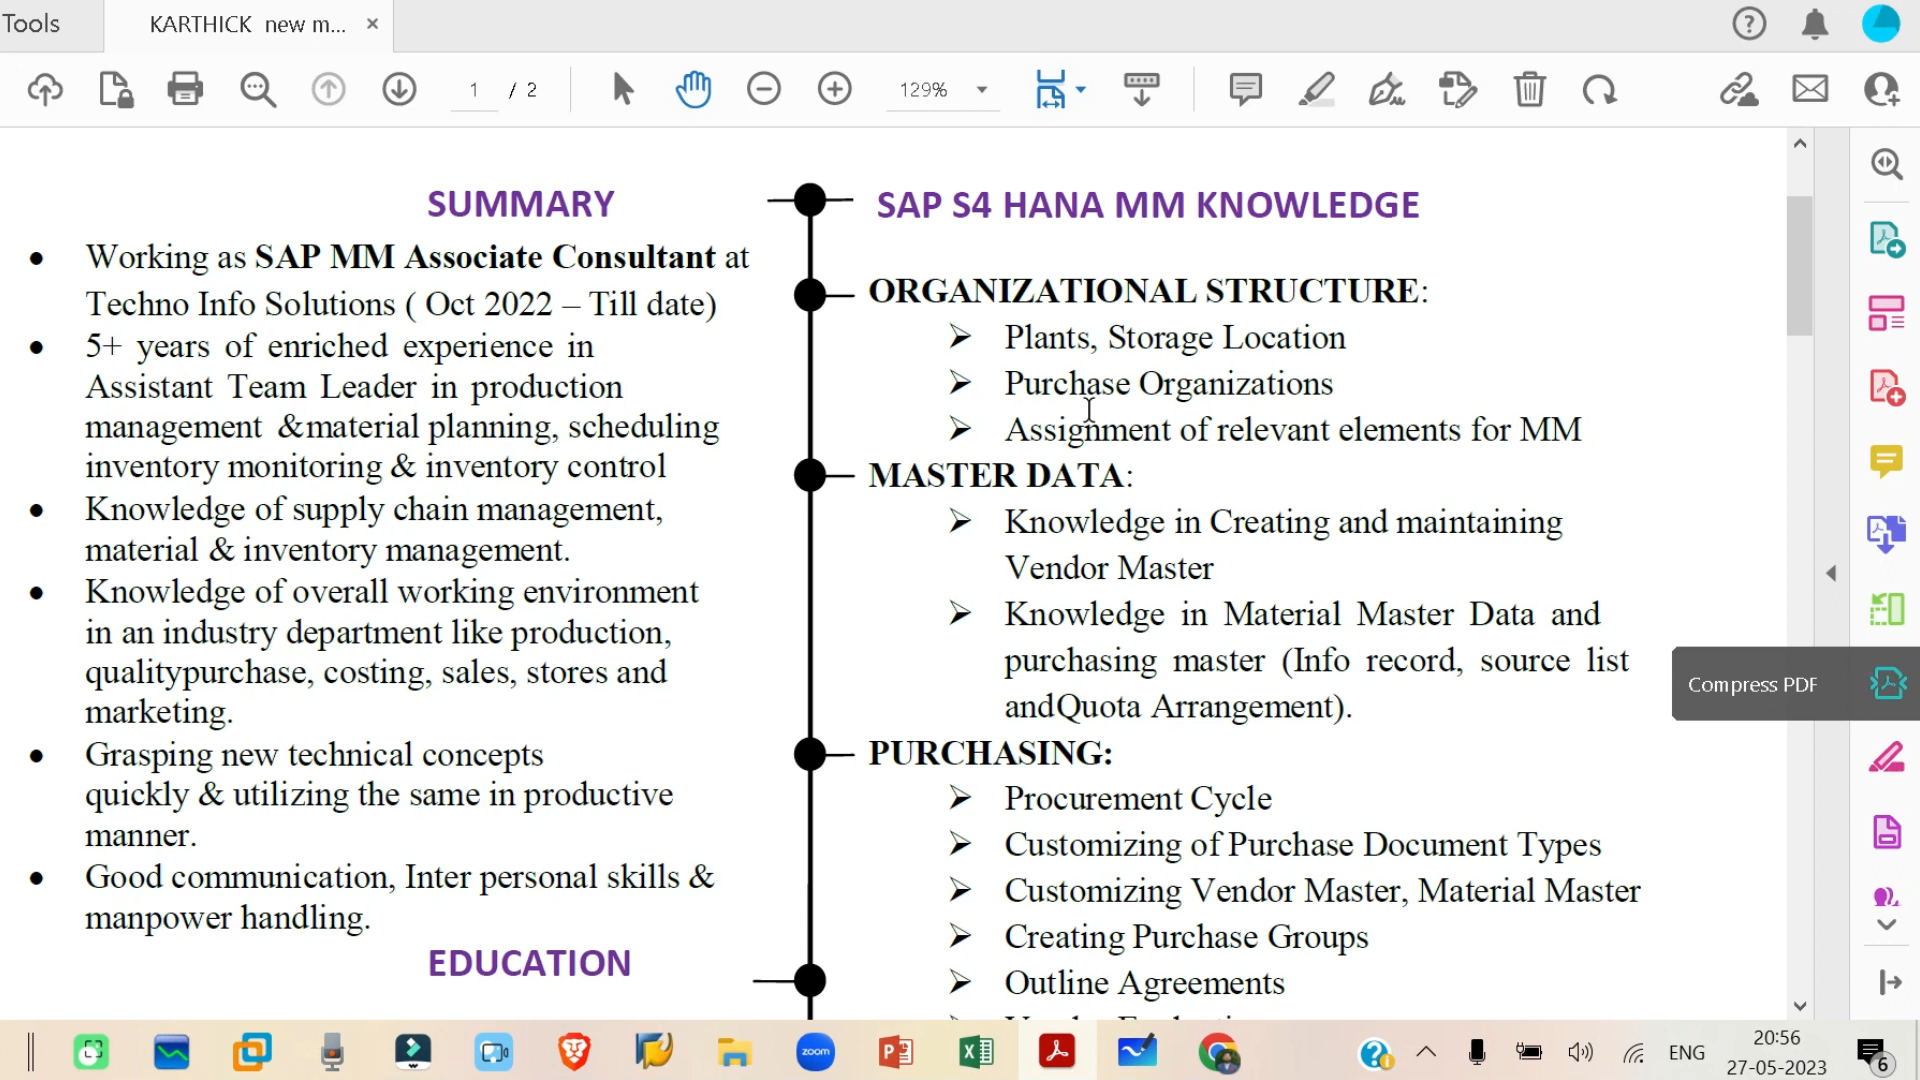 Tools
KARTHICK new m...
1 / 2
129%
SUMMARY
Working as SAP MM Associate Consultant at
Techno Info Solutions ( Oct 2022 – Till date)
5+ years of enriched experience in
Assistant Team Leader in production
management &material planning, scheduling
inventory monitoring & inventory control
Knowledge of supply chain management,
material & inventory management.
Knowledge of overall working environment
in an industry department like production,
qualitypurchase, costing, sales, stores and
marketing.
Grasping new technical concepts
quickly & utilizing the same in productive
manner.
Good communication, Inter personal skills &
manpower handling.
EDUCATION
SAP S4 HANA MM KNOWLEDGE
ORGANIZATIONAL STRUCTURE:
Plants, Storage Location
Purchase Organizations
Assignment of relevant elements for MM
MASTER DATA:
Knowledge in Creating and maintaining
Vendor Master
Knowledge in Material Master Data and
purchasing master (Info record, source list
andQuota Arrangement).
PURCHASING:
Procurement Cycle
Customizing of Purchase Document Types
Customizing Vendor Master, Material Master
Creating Purchase Groups
Outline Agreements
Compress PDF
zoom
ENG
20:56
27-05-2023
6